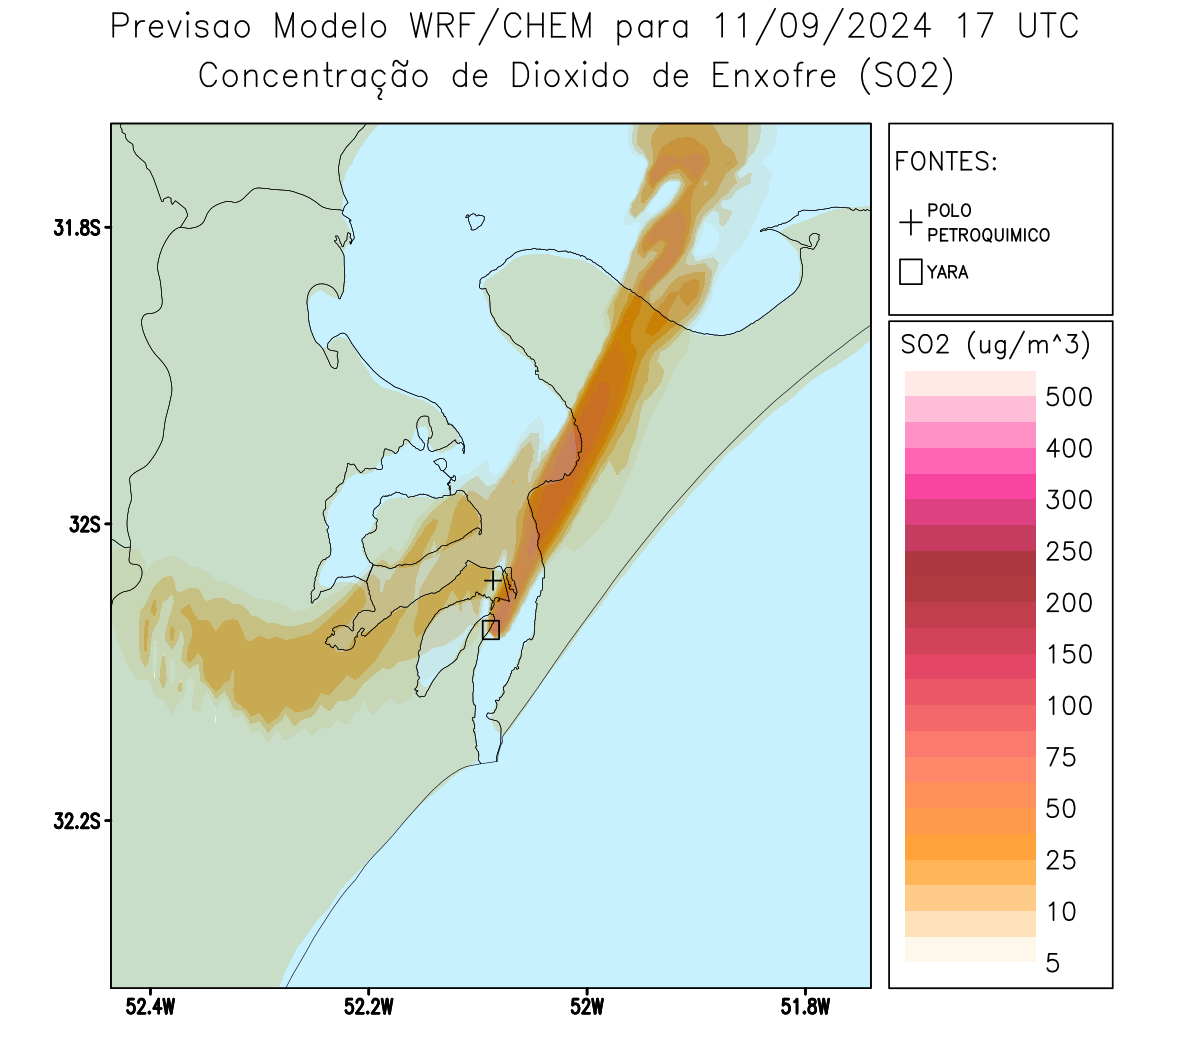 Previsao Modelo WRF/CHEM para 11/09/2024 17 UTC
Concentração de Dioxido de Enxofre (SO2)
FONTES:
POLO
PETROQUIMICO
YARA
SO2 (ug/m^3)
500
400
300
250
200
150
100
75
50
25
10
5
31.8S
32S
32.2S
52.4W
52.2W
52W
51.8W